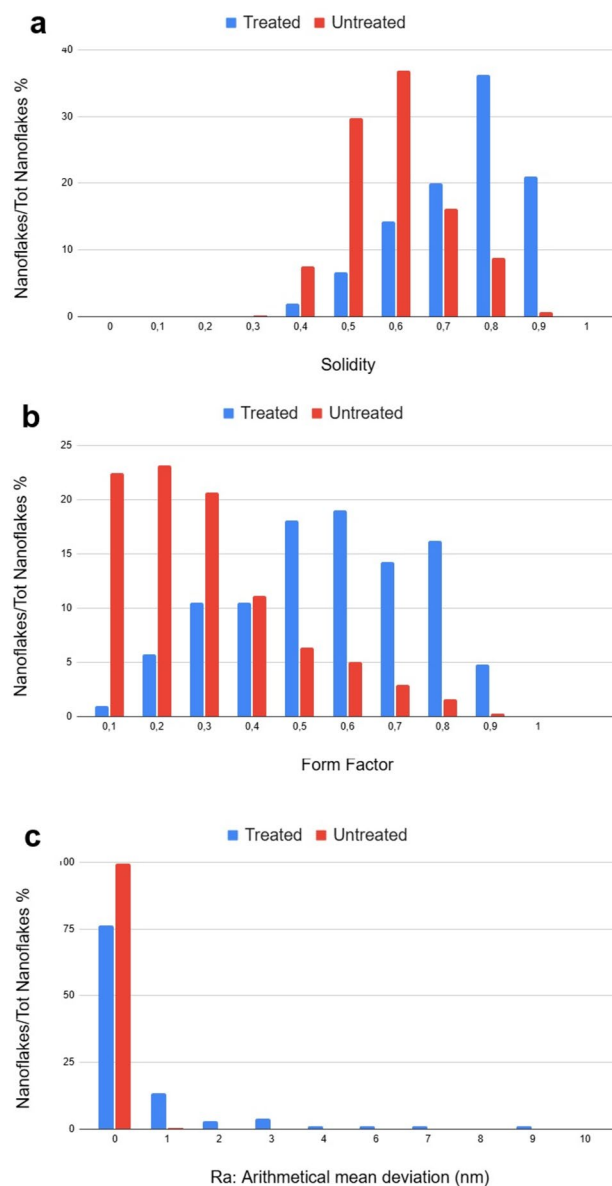 a
Treated Untreated
Nanoflakes/Tot Nanoflakes %
40
30
20
10
0
0 0,1 0,2 0,3 0,4 0,5 0,6 0,7 0,8 0,9 1
Solidity
b
Treated Untreated
Nanoflakes/Tot Nanoflakes %
25
20
15
10
5
0
0,1 0,2 0,3 0,4 0,5 0,6 0,7 0,8 0,9 1
Form Factor
c
Treated Untreated
Nanoflakes/Tot Nanoflakes %
100
75
50
25
0
0 1 2 3 4 6 7 8 9 10
Ra: Arithmetical mean deviation (nm)